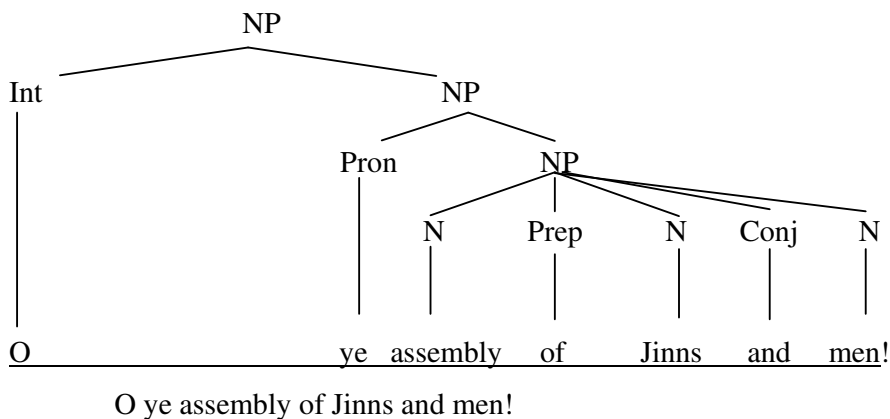 NP
Int NP
Pron NP
N Prep N Conj N
O ye assembly of Jinns and men!
O ye assembly of Jinns and men!